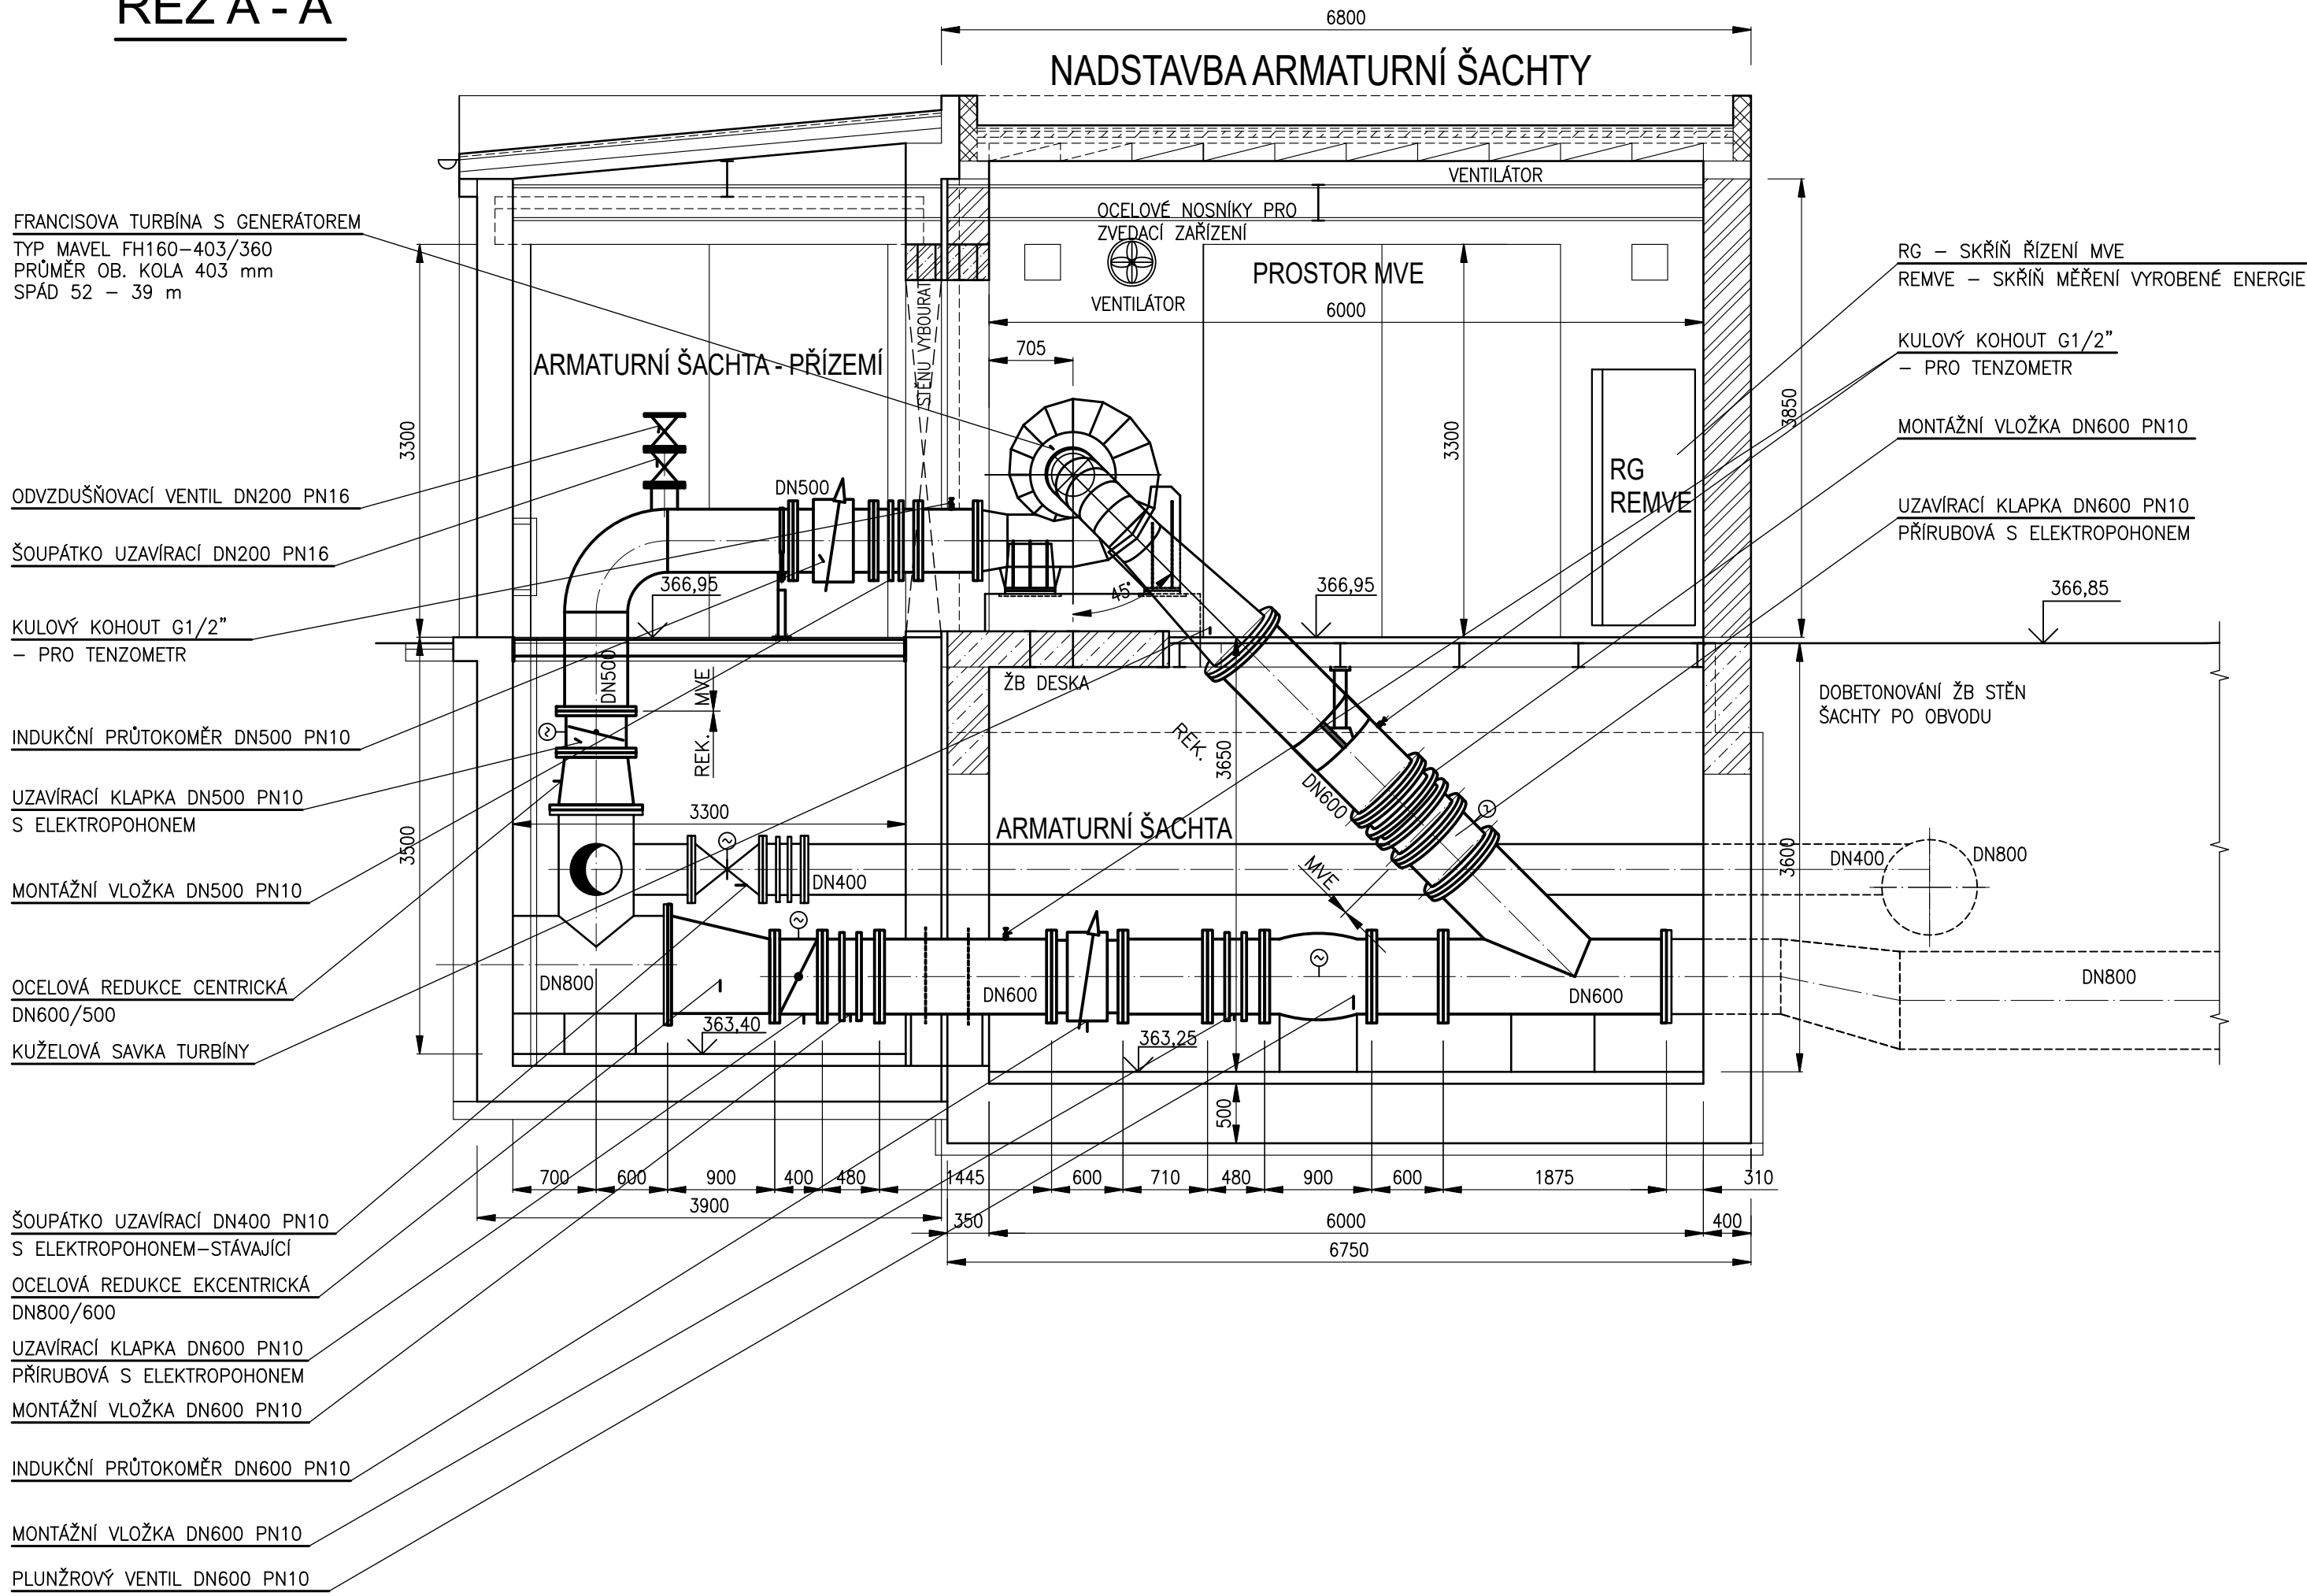 ŘEZ A - A
6800
NADSTAVBA ARMATURNÍ ŠACHTY
VENTILÁTOR
OCELOVÉ NOSNÍKY PRO
ZVEDACÍ ZAŘÍZENÍ
VENTILÁTOR
PROSTOR MVE
6000
705
3300
3850
RG
REMVE
STĚNU VYBOURAT
ARMATURNÍ ŠACHTA - PŘÍZEMÍ
3300
DN500
366,95
366,95
366,85
45°
FRANCISOVA TURBÍNA S GENERÁTOREM
TYP MAVEL FH160-403/360
PRŮMĚR OB. KOLA 403 mm
SPÁD 52 - 39 m
ODVZDUŠŇOVACÍ VENTIL DN200 PN16
ŠOUPÁTKO UZAVÍRACÍ DN200 PN16
KULOVÝ KOHOUT G1/2"
- PRO TENZOMETR
INDUKČNÍ PRŮTOKOMĚR DN500 PN10
UZAVÍRACÍ KLAPKA DN500 PN10
S ELEKTROPOHONEM
MONTÁŽNÍ VLOŽKA DN500 PN10
OCELOVÁ REDUKCE CENTRICKÁ
DN600/500
KUŽELOVÁ SAVKA TURBÍNY
ŠOUPÁTKO UZAVÍRACÍ DN400 PN10
S ELEKTROPOHONEM-STÁVAJÍCÍ
OCELOVÁ REDUKCE EKCENTRICKÁ
DN800/600
UZAVÍRACÍ KLAPKA DN600 PN10
PŘÍRUBOVÁ S ELEKTROPOHONEM
MONTÁŽNÍ VLOŽKA DN600 PN10
INDUKČNÍ PRŮTOKOMĚR DN600 PN10
MONTÁŽNÍ VLOŽKA DN600 PN10
PLUNŽROVÝ VENTIL DN600 PN10
RG - SKŘÍŇ ŘÍZENÍ MVE
REMVE - SKŘÍŇ MĚŘENÍ VYROBENÉ ENERGIE
KULOVÝ KOHOUT G1/2"
- PRO TENZOMETR
MONTÁŽNÍ VLOŽKA DN600 PN10
UZAVÍRACÍ KLAPKA DN600 PN10
PŘÍRUBOVÁ S ELEKTROPOHONEM
DOBETONOVÁNÍ ŽB STĚN
ŠACHTY PO OBVODU
DN500
MVE
REK.
ŽB DESKA
REK.
3650
DN600
MVE
3500
3300
ARMATURNÍ ŠACHTA
3600
DN400
DN400
DN800
DN800
DN600
DN600
DN800
363,40
363,25
500
700 600 900 400 480 1445 600 710 480 900 600 1875 310
3900
350 6000 400
6750